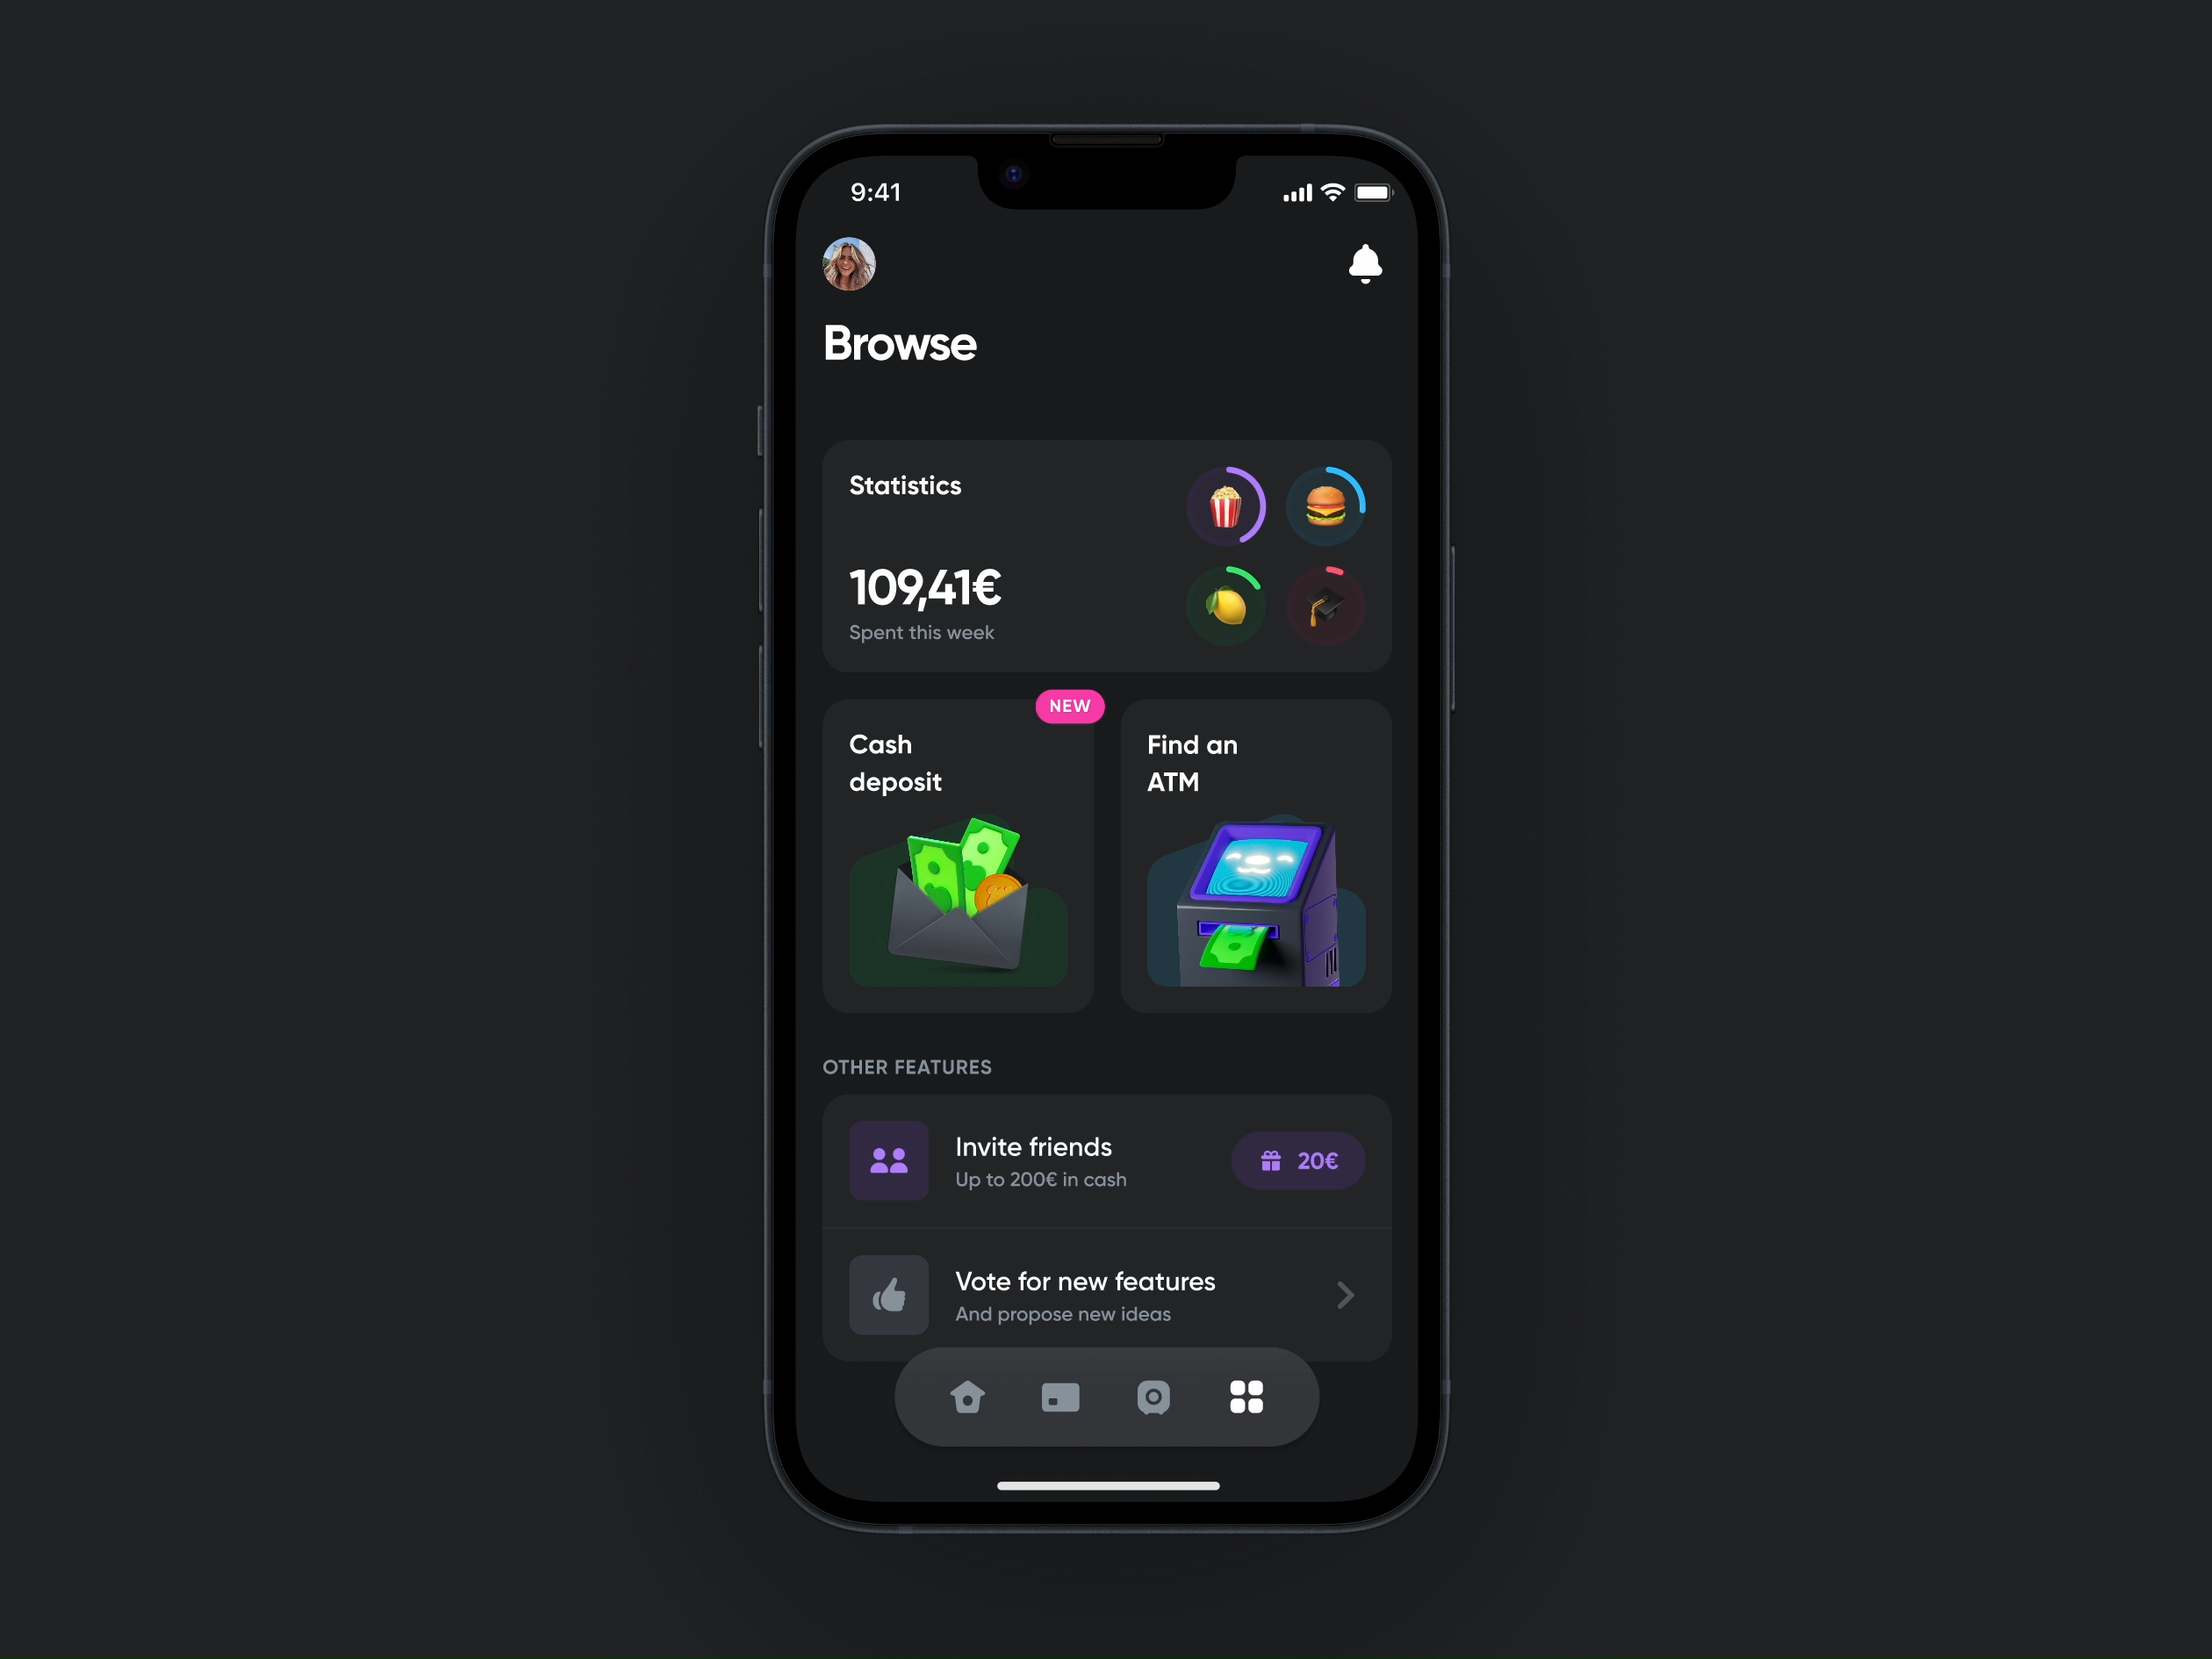 9:41
Browse
Statistics
109,41€
Spent this week
NEW
Cash
deposit
Find an
ATM
OTHER FEATURES
Invite friends
Up to 200€ in cash
20€
Vote for new features
And propose new ideas